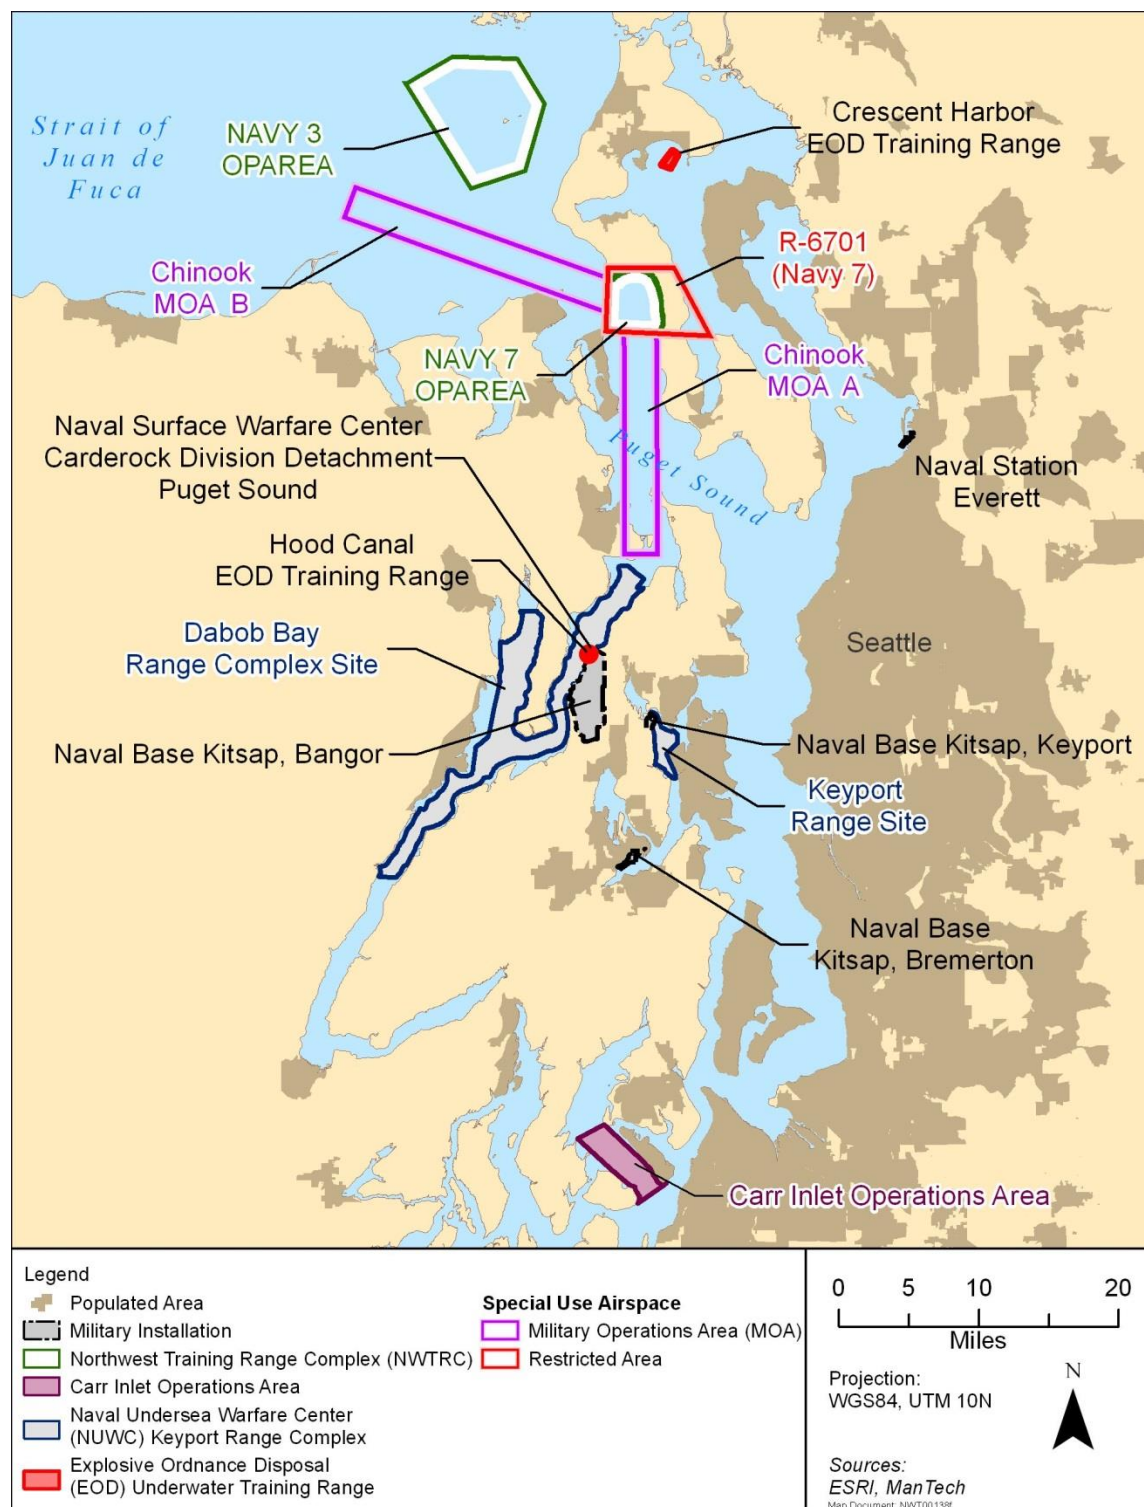 Strait of
Juan de
Fuca
NAVY 3
OPAREA
Crescent Harbor
EOD Training Range
Chinook
MOA B
R-6701
(Navy 7)
NAVY 7
OPAREA
Chinook
MOA A
Naval Surface Warfare Center
Carderock Division Detachment
Puget Sound
Puget Sound
Naval Station
Everett
Hood Canal
EOD Training Range
Dabob Bay
Range Complex Site
Seattle
Naval Base Kitsap, Bangor
Naval Base Kitsap, Keyport
Keyport
Range Site
Naval Base
Kitsap, Bremerton
Carr Inlet Operations Area
Legend
Populated Area
Military Installation
Northwest Training Range Complex (NWTRC)
Carr Inlet Operations Area
Naval Undersea Warfare Center
(NUWC) Keyport Range Complex
Explosive Ordnance Disposal
(EOD) Underwater Training Range
Special Use Airspace
Military Operations Area (MOA)
Restricted Area
0 5 10 20
Miles
Projection:
WGS84, UTM 10N
N
Sources:
ESRI, ManTech
Map Document: NWT00138f